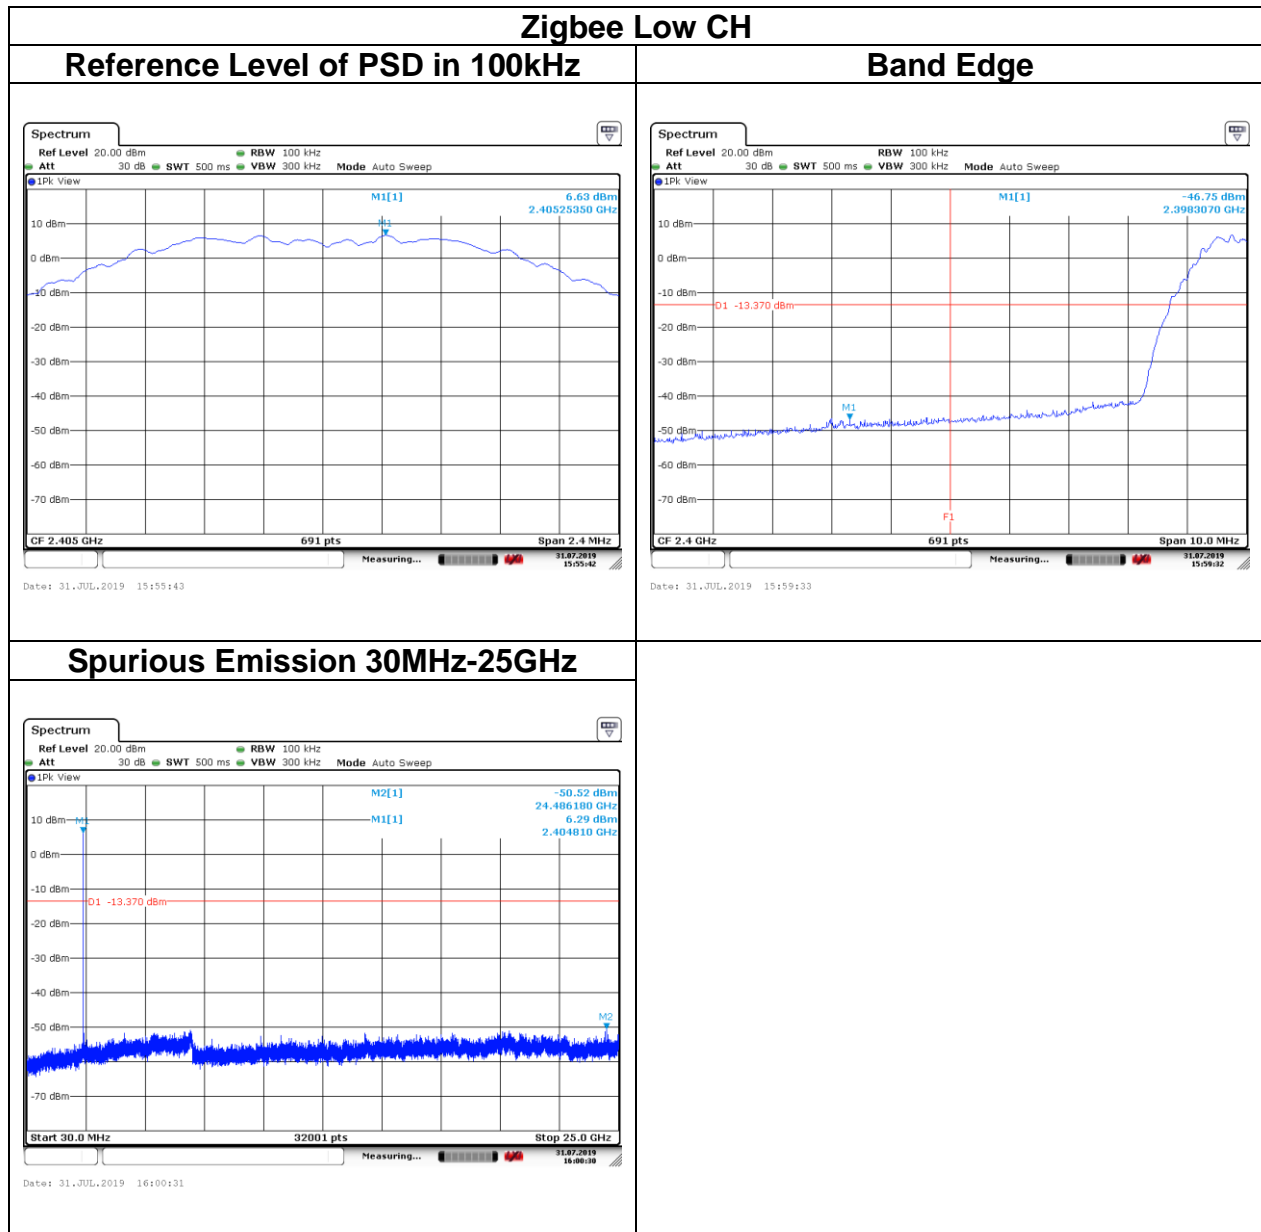 Zigbee Low CH
Reference Level of PSD in 100kHz
Band Edge
Spectrum
Ref Level 20.00 dBm RBW 100 kHz
Att 30 dB SWT 500 ms VBW 300 kHz Mode Auto Sweep
1Pk View
M1[1] 6.63 dBm
2.40525350 GHz
M1
10 dBm
0 dBm
-10 dBm
-20 dBm
-30 dBm
-40 dBm
-50 dBm
-60 dBm
-70 dBm
CF 2.405 GHz 691 pts Span 2.4 MHz
Measuring... 31.07.2019
15:55:42
Date: 31.JUL.2019 15:55:43
Spectrum
Ref Level 20.00 dBm RBW 100 kHz
Att 30 dB SWT 500 ms VBW 300 kHz Mode Auto Sweep
1Pk View
M1[1] -46.75 dBm
2.3983070 GHz
10 dBm
0 dBm
-10 dBm
D1 -13.370 dBm
-20 dBm
-30 dBm
-40 dBm
M1
-50 dBm
-60 dBm
-70 dBm
F1
CF 2.4 GHz 691 pts Span 10.0 MHz
Measuring... 31.07.2019
15:59:32
Date: 31.JUL.2019 15:59:33
Spurious Emission 30MHz-25GHz
Spectrum
Ref Level 20.00 dBm RBW 100 kHz
Att 30 dB SWT 500 ms VBW 300 kHz Mode Auto Sweep
1Pk View
M2[1] -50.52 dBm
24.486180 GHz
M1[1] 6.29 dBm
2.404810 GHz
10 dBm M1
0 dBm
-10 dBm
D1 -13.370 dBm
-20 dBm
-30 dBm
-40 dBm
M2
-50 dBm
-70 dBm
Start 30.0 MHz 32001 pts Stop 25.0 GHz
Measuring... 31.07.2019
16:00:30
Date: 31.JUL.2019 16:00:31